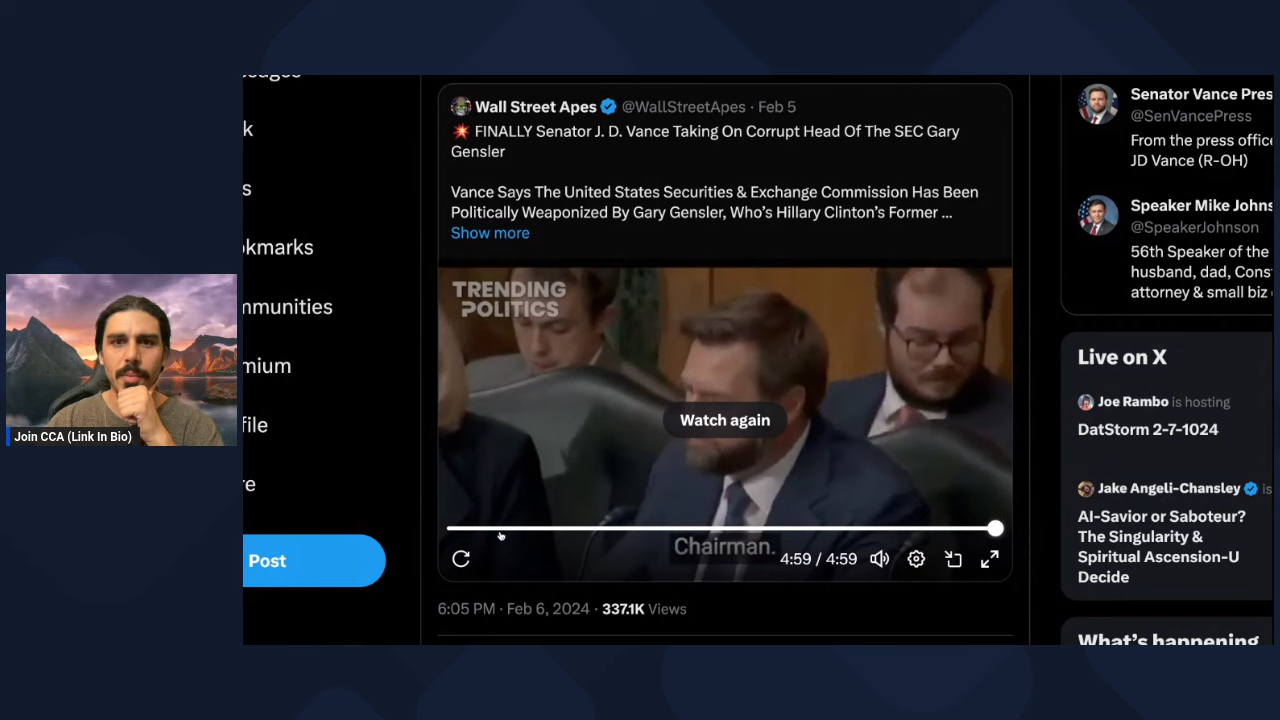 k
s
okmarks
mmunities
mium
file
re
Post
Join CCA (Link In Bio)
Wall Street Apes @WallStreetApes · Feb 5
💥 FINALLY Senator J. D. Vance Taking On Corrupt Head Of The SEC Gary
Gensler
Vance Says The United States Securities & Exchange Commission Has Been
Politically Weaponized By Gary Gensler, Who's Hillary Clinton's Former ...
Show more
TRENDING
POLITICS
Watch again
Chairman.
4:59 / 4:59
6:05 PM · Feb 6, 2024 · 337.1K Views
Senator Vance Pres
@SenVancePress
From the press office
JD Vance (R-OH)
Speaker Mike Johns
@SpeakerJohnson
56th Speaker of the
husband, dad, Cons
attorney & small biz
Live on X
Joe Rambo is hosting
DatStorm 2-7-1024
Jake Angeli-Chansley is
AI-Savior or Saboteur?
The Singularity &
Spiritual Ascension-U
Decide
What's happening